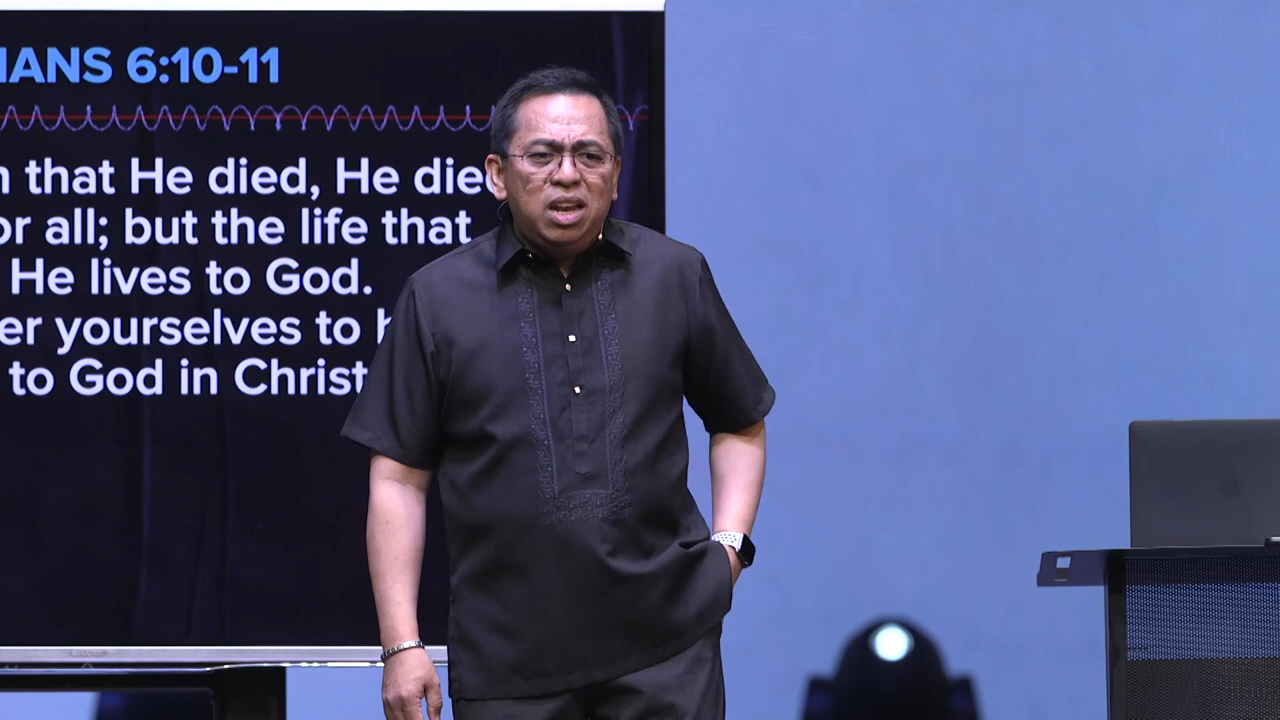 IANS 6:10-11
that He died, He die
or all; but the life that
He lives to God.
er yourselves to
to God in Christ